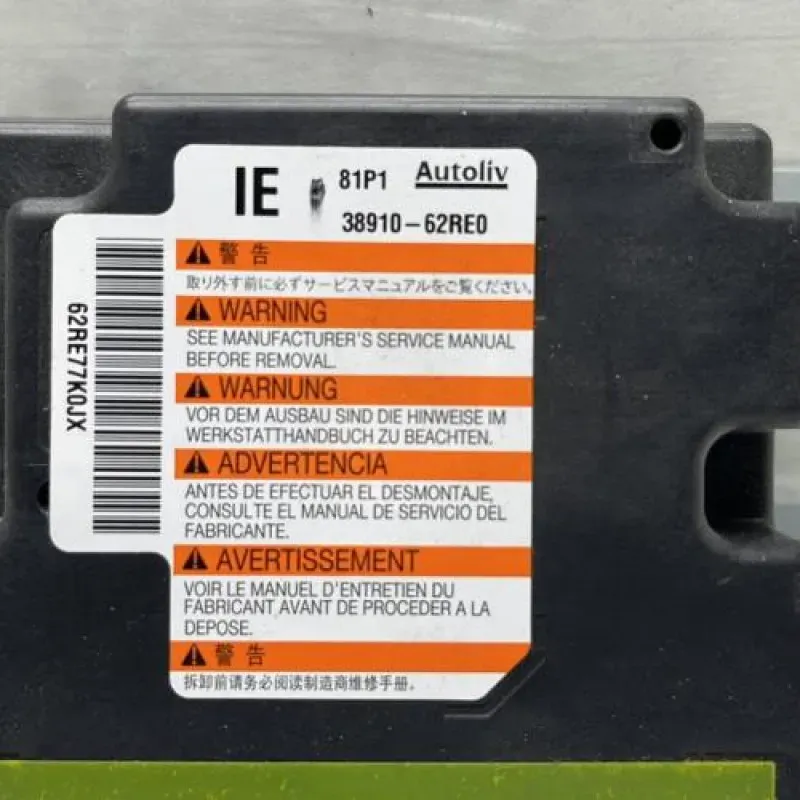 IE 81P1 Autoliv
38910-62RE0
62RE77K0JX
警告
取り外す前に必ずサービスマニュアルをご覧ください.
WARNING
SEE MANUFACTURER'S SERVICE MANUAL
BEFORE REMOVAL.
WARNUNG
VOR DEM AUSBAU SIND DIE HINWEISE IM
WERKSTATTHANDBUCH ZU BEACHTEN.
ADVERTENCIA
ANTES DE EFECTUAR EL DESMONTAJE,
CONSULTE EL MANUAL DE SERVICIO DEL
FABRICANTE.
AVERTISSEMENT
VOIR LE MANUEL D'ENTRETIEN DU
FABRICANT AVANT DE PROCEDER A LA
DEPOSE.
警告
拆卸前请务必阅读制造商维修手册.